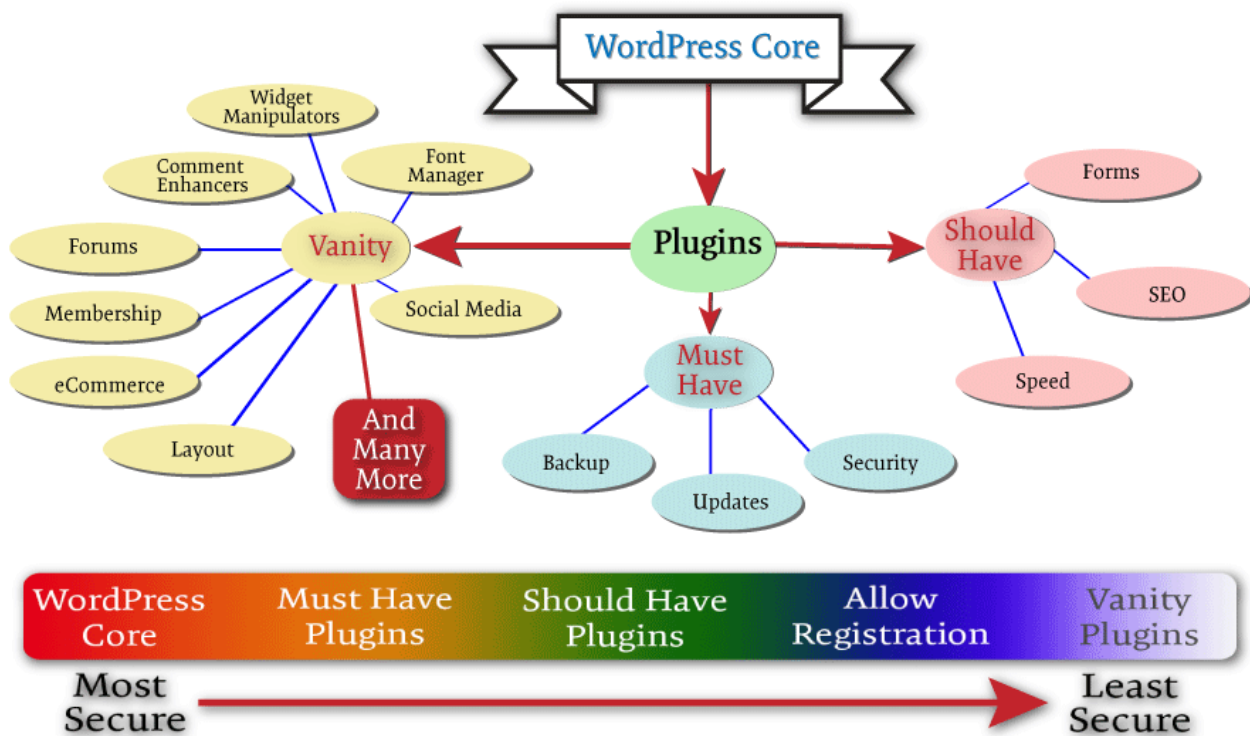 WordPress Core
Widget
Manipulators
Comment
Enhancers
Font
Manager
Forums
Vanity
Membership
Social Media
eCommerce
Layout
And
Many
More
Plugins
Should
Have
Forms
SEO
Speed
Must
Have
Backup
Updates
Security
WordPress
Core
Must Have
Plugins
Should Have
Plugins
Allow
Registration
Vanity
Plugins
Most
Secure
Least
Secure